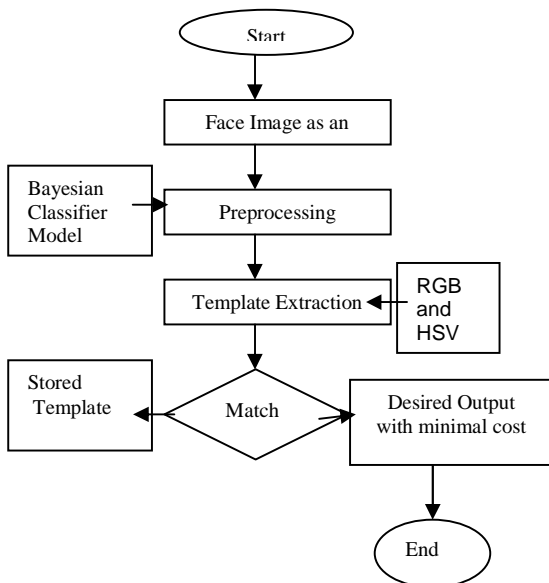 Start
Face Image as an
Bayesian
Classifier
Model
Preprocessing
Template Extraction
RGB
and
HSV
Stored
Template
Match
Desired Output
with minimal cost
End